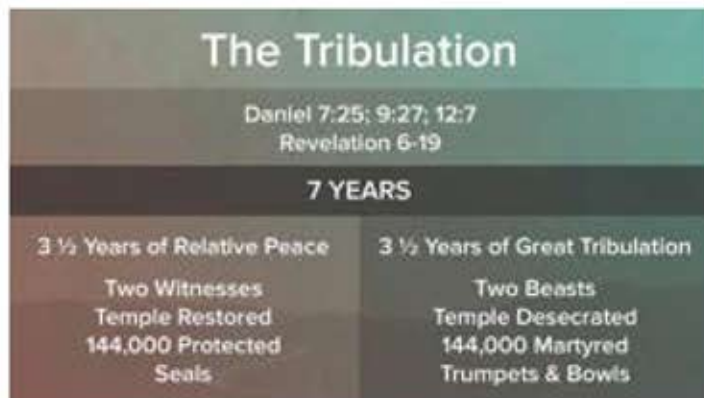 The Tribulation
Daniel 7:25; 9:27; 12:7
Revelation 6-19
7 YEARS
3 ½ Years of Relative Peace
Two Witnesses
Temple Restored
144,000 Protected
Seals
3 ½ Years of Great Tribulation
Two Beasts
Temple Desecrated
144,000 Martyred
Trumpets & Bowls